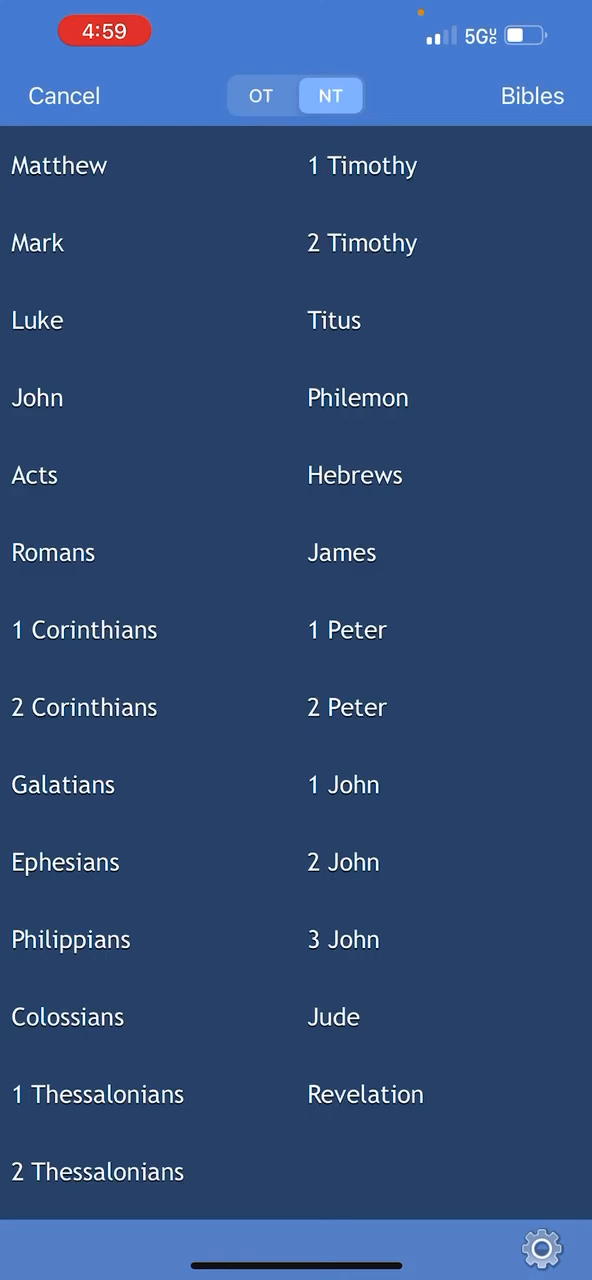 4:59
5G
Cancel
OT
NT
Bibles
Matthew
Mark
Luke
John
Acts
Romans
1 Corinthians
2 Corinthians
Galatians
Ephesians
Philippians
Colossians
1 Thessalonians
2 Thessalonians
1 Timothy
2 Timothy
Titus
Philemon
Hebrews
James
1 Peter
2 Peter
1 John
2 John
3 John
Jude
Revelation